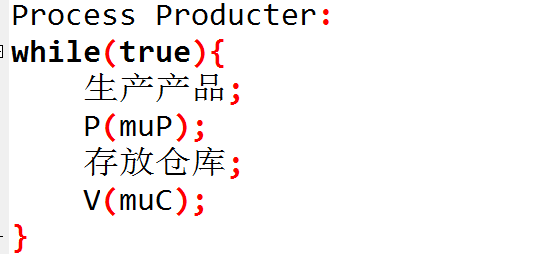 Process Producter:
while(true){
生产产品;
P(muP);
存放仓库;
V(muC);
}